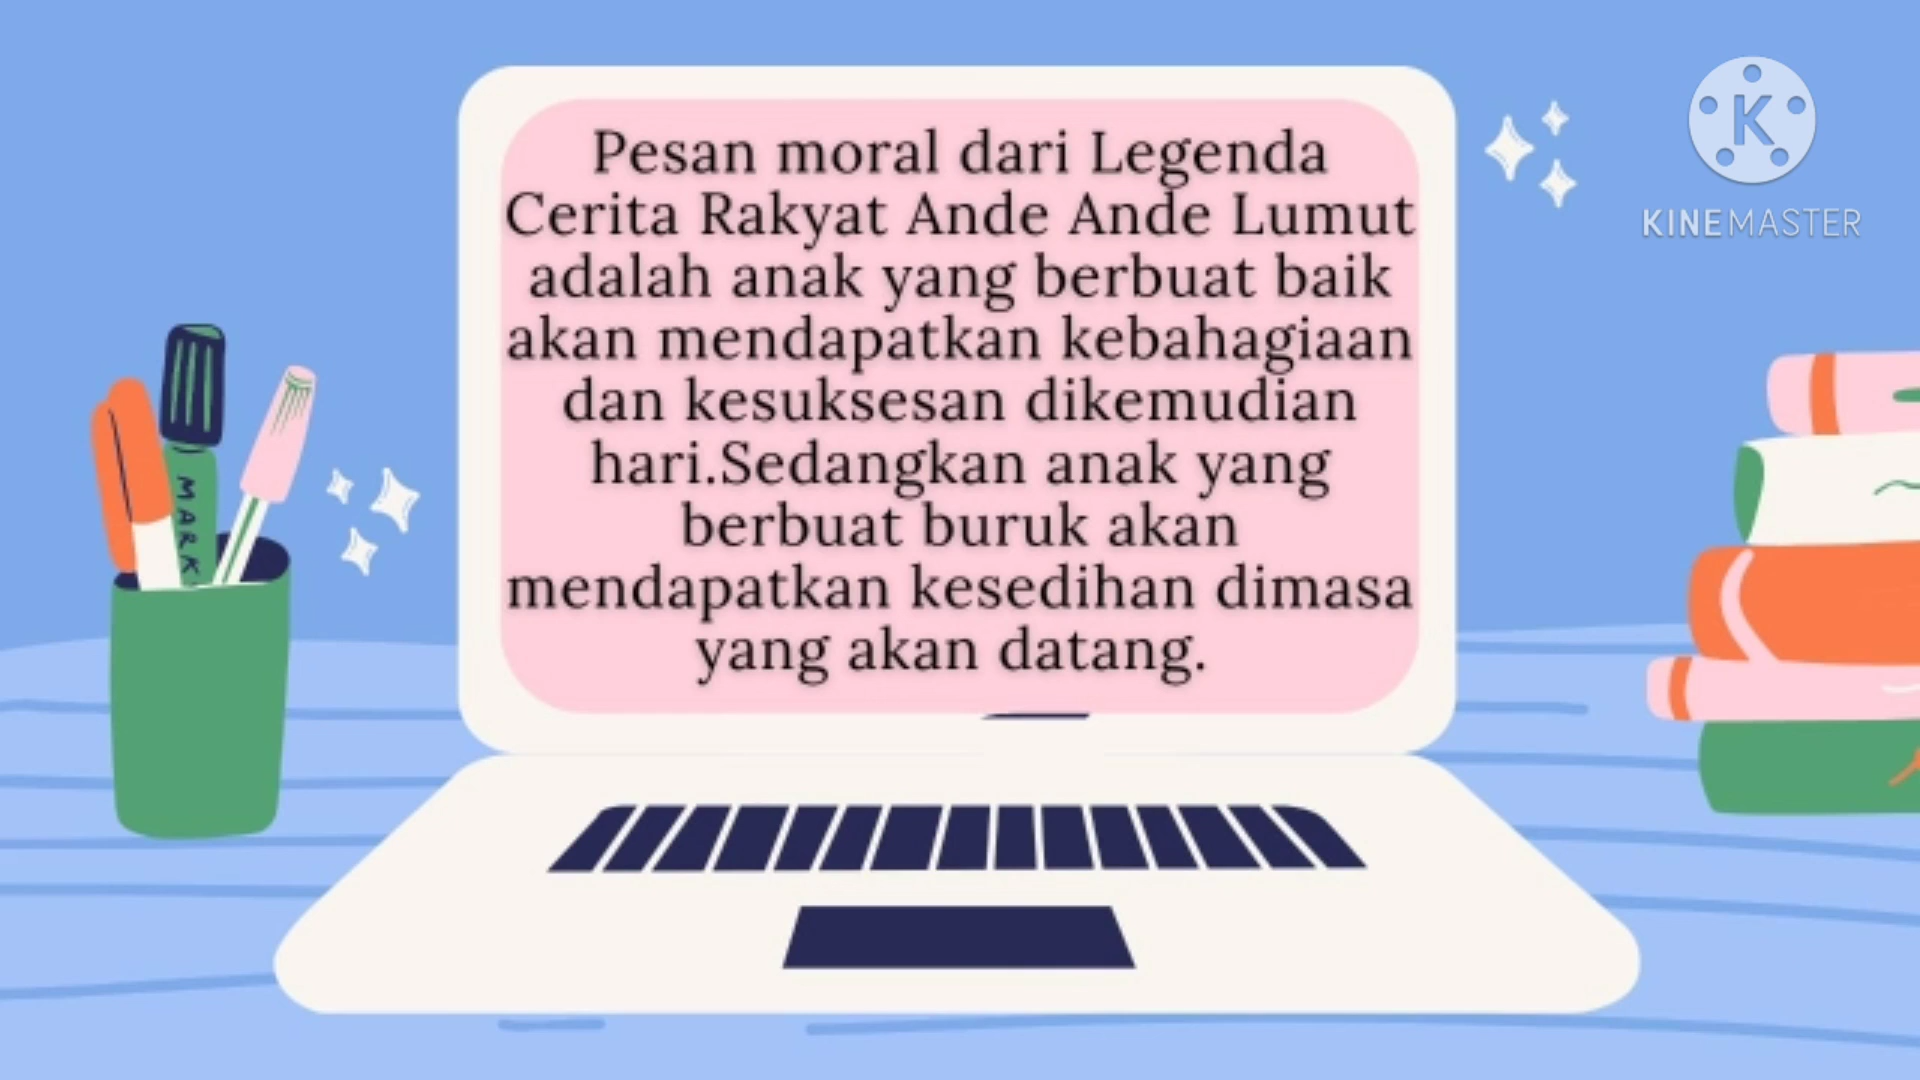 Pesan moral dari Legenda
Cerita Rakyat Ande Ande Lumut
adalah anak yang berbuat baik
akan mendapatkan kebahagiaan
dan kesuksesan dikemudian
hari.Sedangkan anak yang
berbuat buruk akan
mendapatkan kesedihan dimasa
yang akan datang.
K
KINEMASTER
MARK